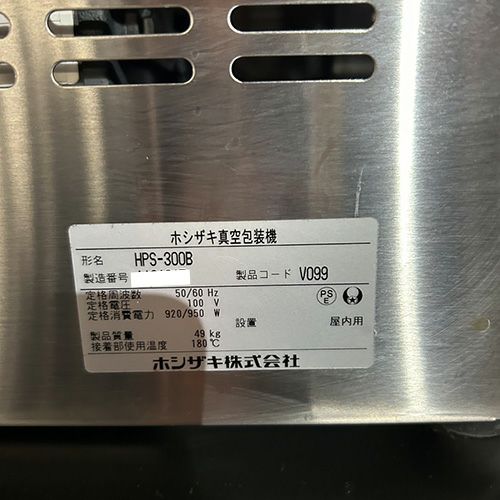 ホシザキ真空包装機
形名 HPS-300B
製造番号 製品コード V099
定格周波数 50/60 Hz
定格電圧 100 V
定格消費電力 920/950 W
PS E
設置 屋内用
製品質量 49 kg
接着部使用温度 180℃
ホシザキ株式会社